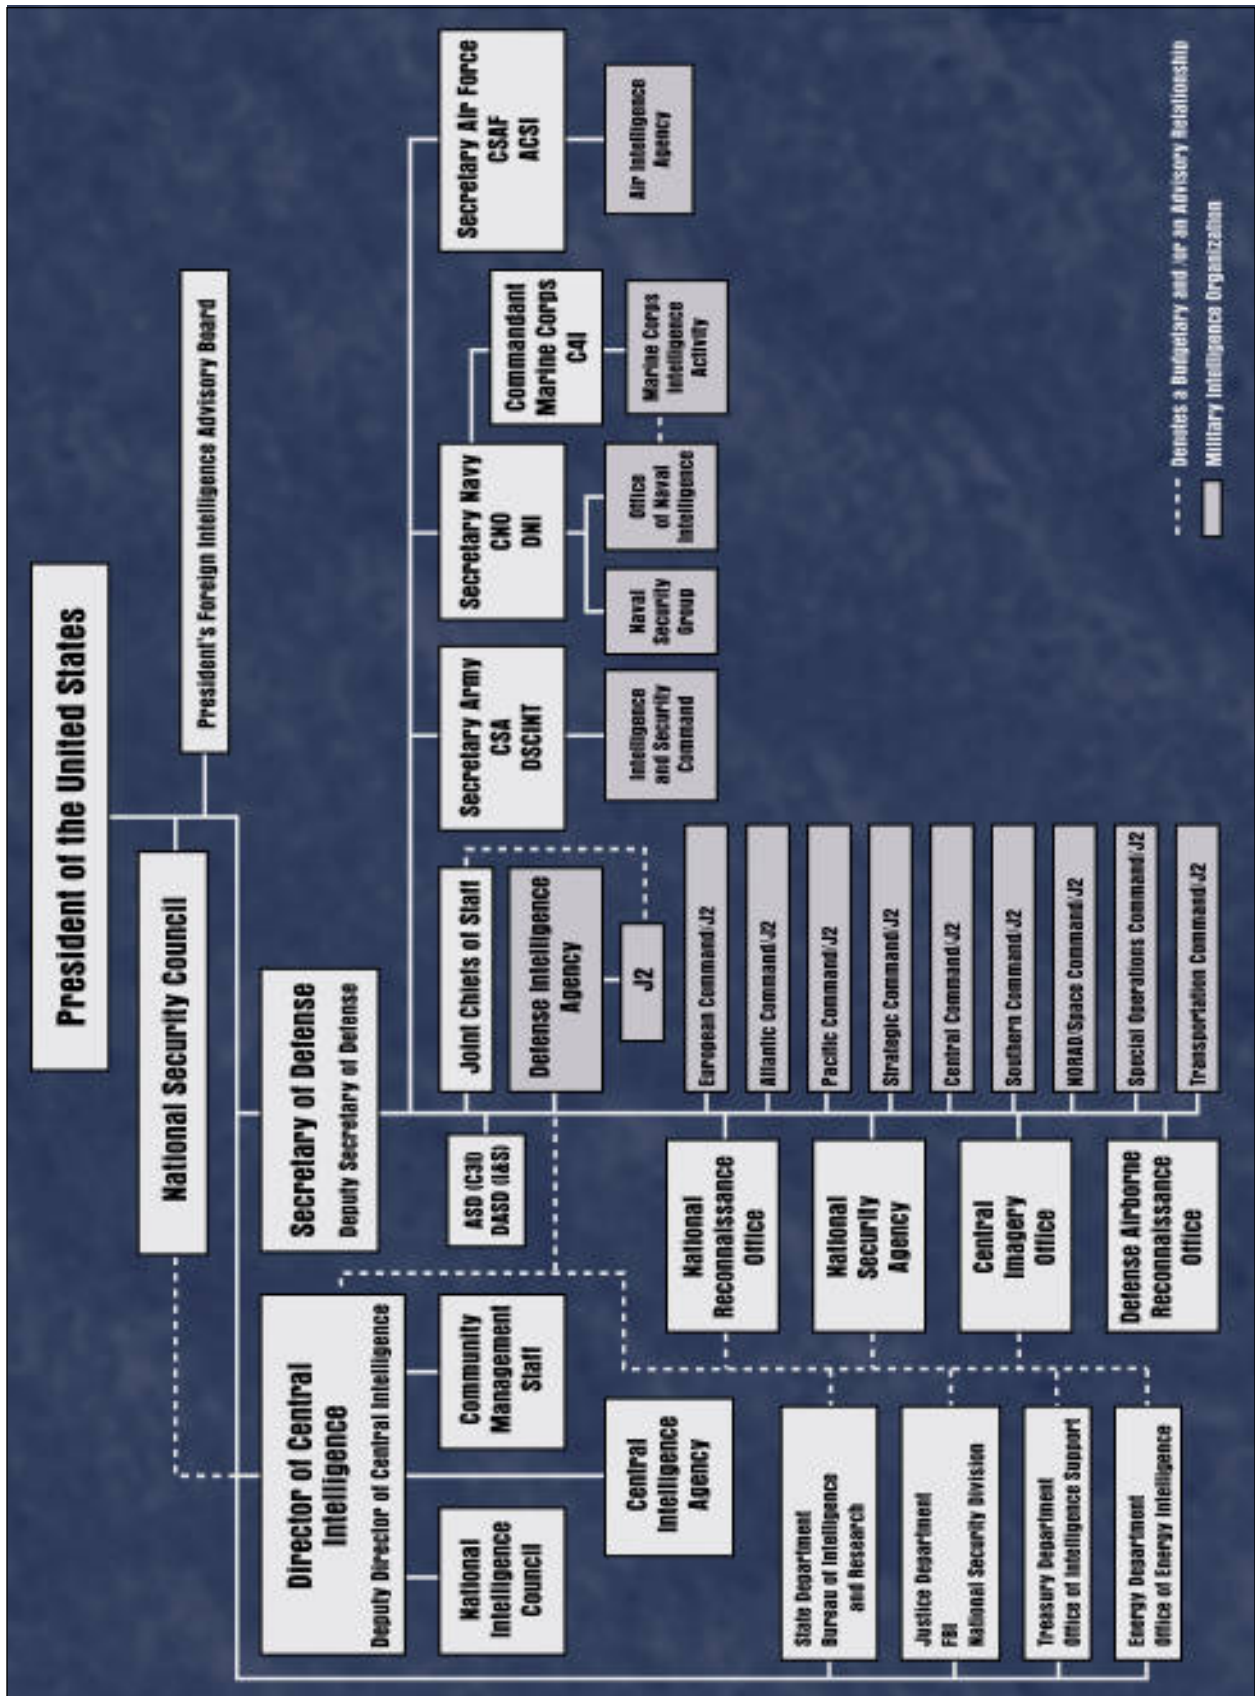 President of the United States
National Security Council
President's Foreign Intelligence Advisory Board
Director of Central
Intelligence
Deputy Director of Central Intelligence
Secretary of Defense
Deputy Secretary of Defense
National
Intelligence
Council
Community
Management
Staff
Central
Intelligence
Agency
ASD (C3I)
DASD (I&S)
Joint Chiefs of Staff
Defense Intelligence
Agency
J2
Secretary Army
CSA
DSCINT
Intelligence
and Security
Command
Secretary Navy
CNO
DNI
Naval
Security
Group
Office
of Naval
Intelligence
Commandant
Marine Corps
C4I
Marine Corps
Intelligence
Activity
Secretary Air Force
CSAF
ACSI
Air Intelligence
Agency
National
Reconnaissance
Office
National
Security
Agency
Central
Imagery
Office
Defense Airborne
Reconnaissance
Office
European Command/J2
Atlantic Command/J2
Pacific Command/J2
Strategic Command/J2
Central Command/J2
Southern Command/J2
NORAD/Space Command/J2
Special Operations Command/J2
Transportation Command/J2
State Department
Bureau of Intelligence
and Research
Justice Department
FBI
National Security Division
Treasury Department
Office of Intelligence Support
Energy Department
Office of Energy Intelligence
Denotes a Budgetary and /or an Advisory Relationship
Military Intelligence Organization